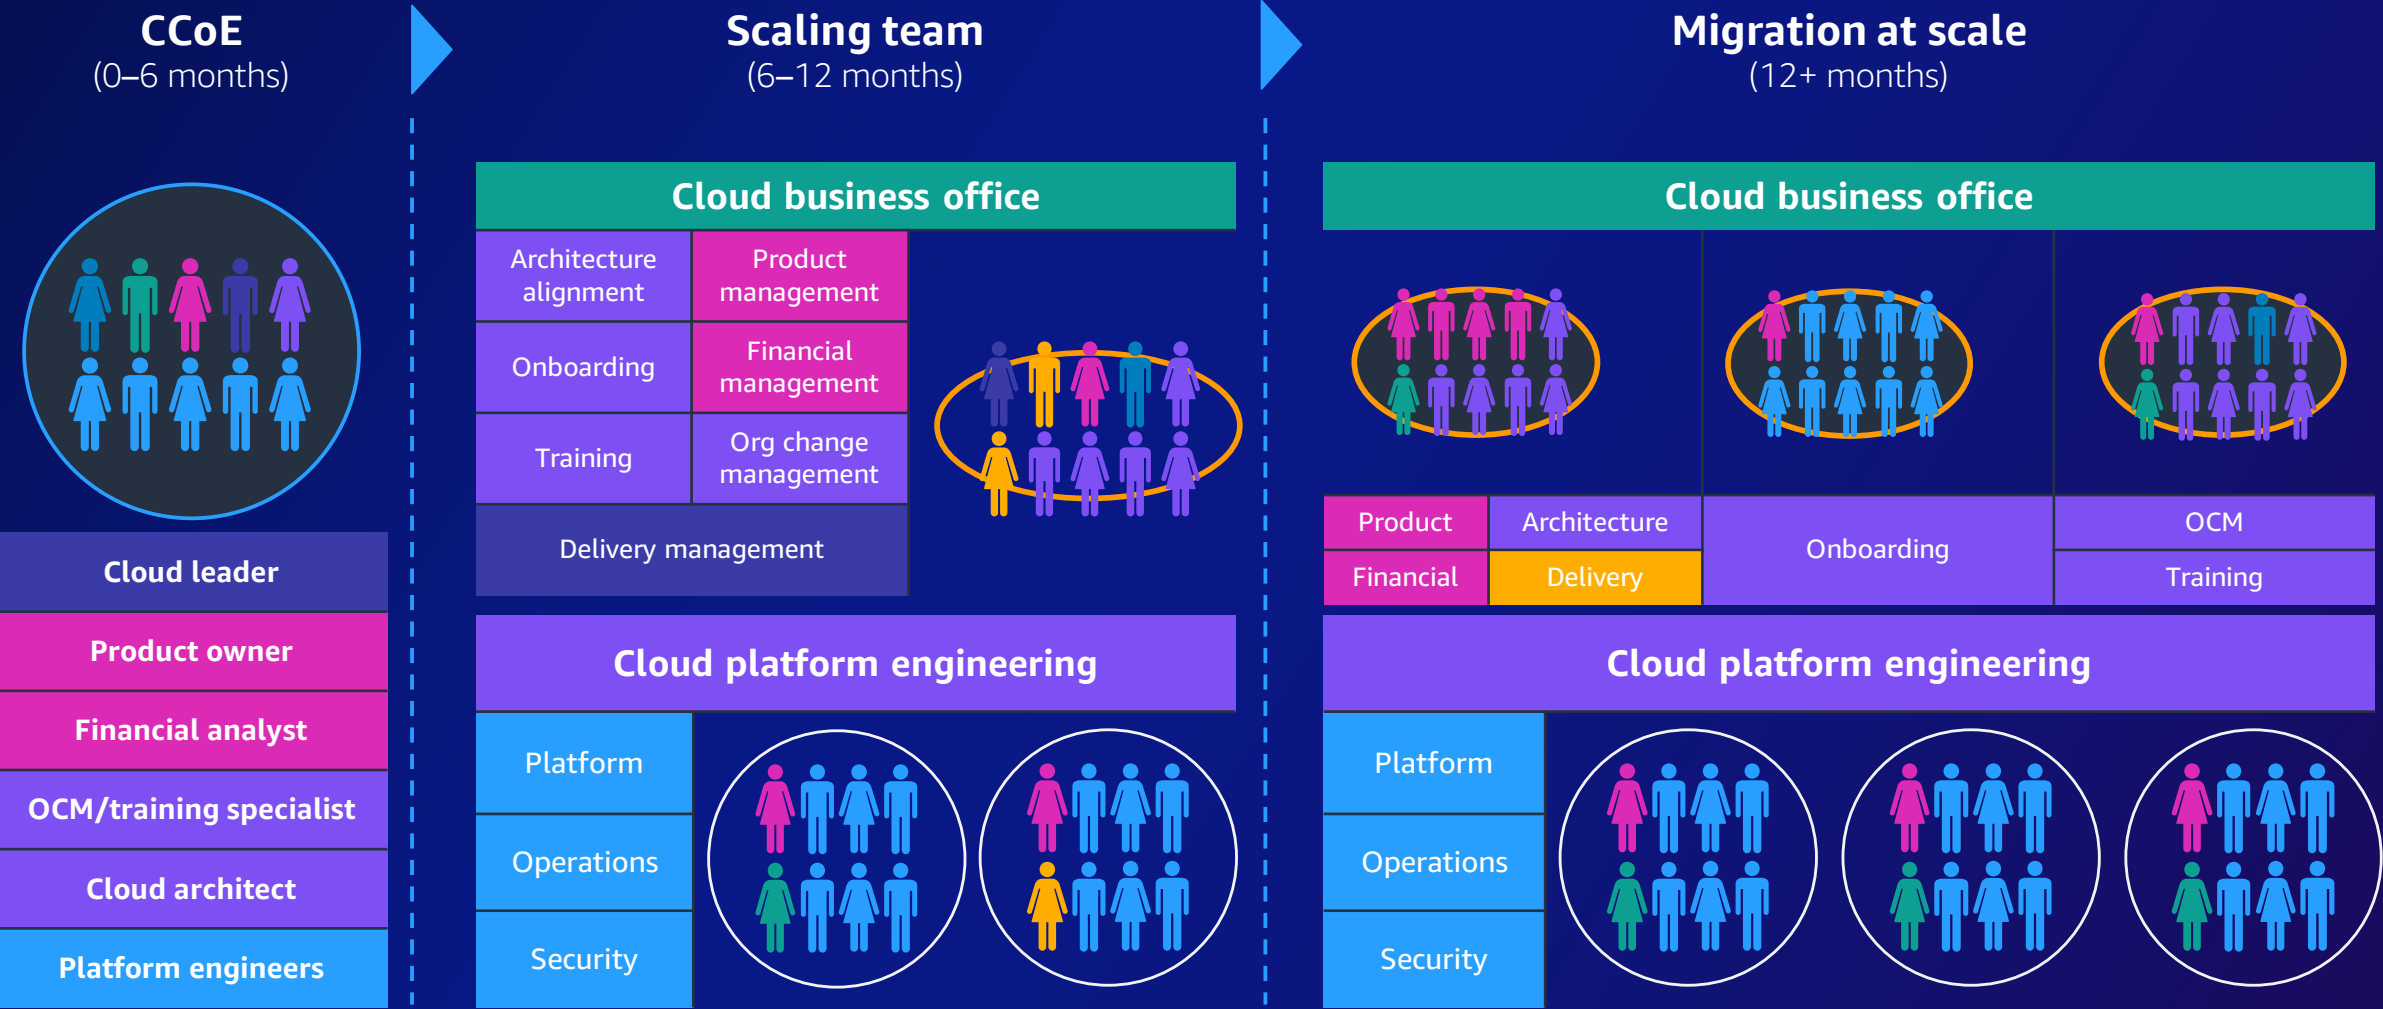 CCoE
(0–6 months)
Cloud leader
Product owner
Financial analyst
OCM/training specialist
Cloud architect
Platform engineers
Scaling team
(6–12 months)
Cloud business office
Architecture
alignment
Product
management
Onboarding
Financial
management
Training
Org change
management
Delivery management
Cloud platform engineering
Platform
Operations
Security
Migration at scale
(12+ months)
Cloud business office
Product
Architecture
Financial
Delivery
Onboarding
OCM
Training
Cloud platform engineering
Platform
Operations
Security